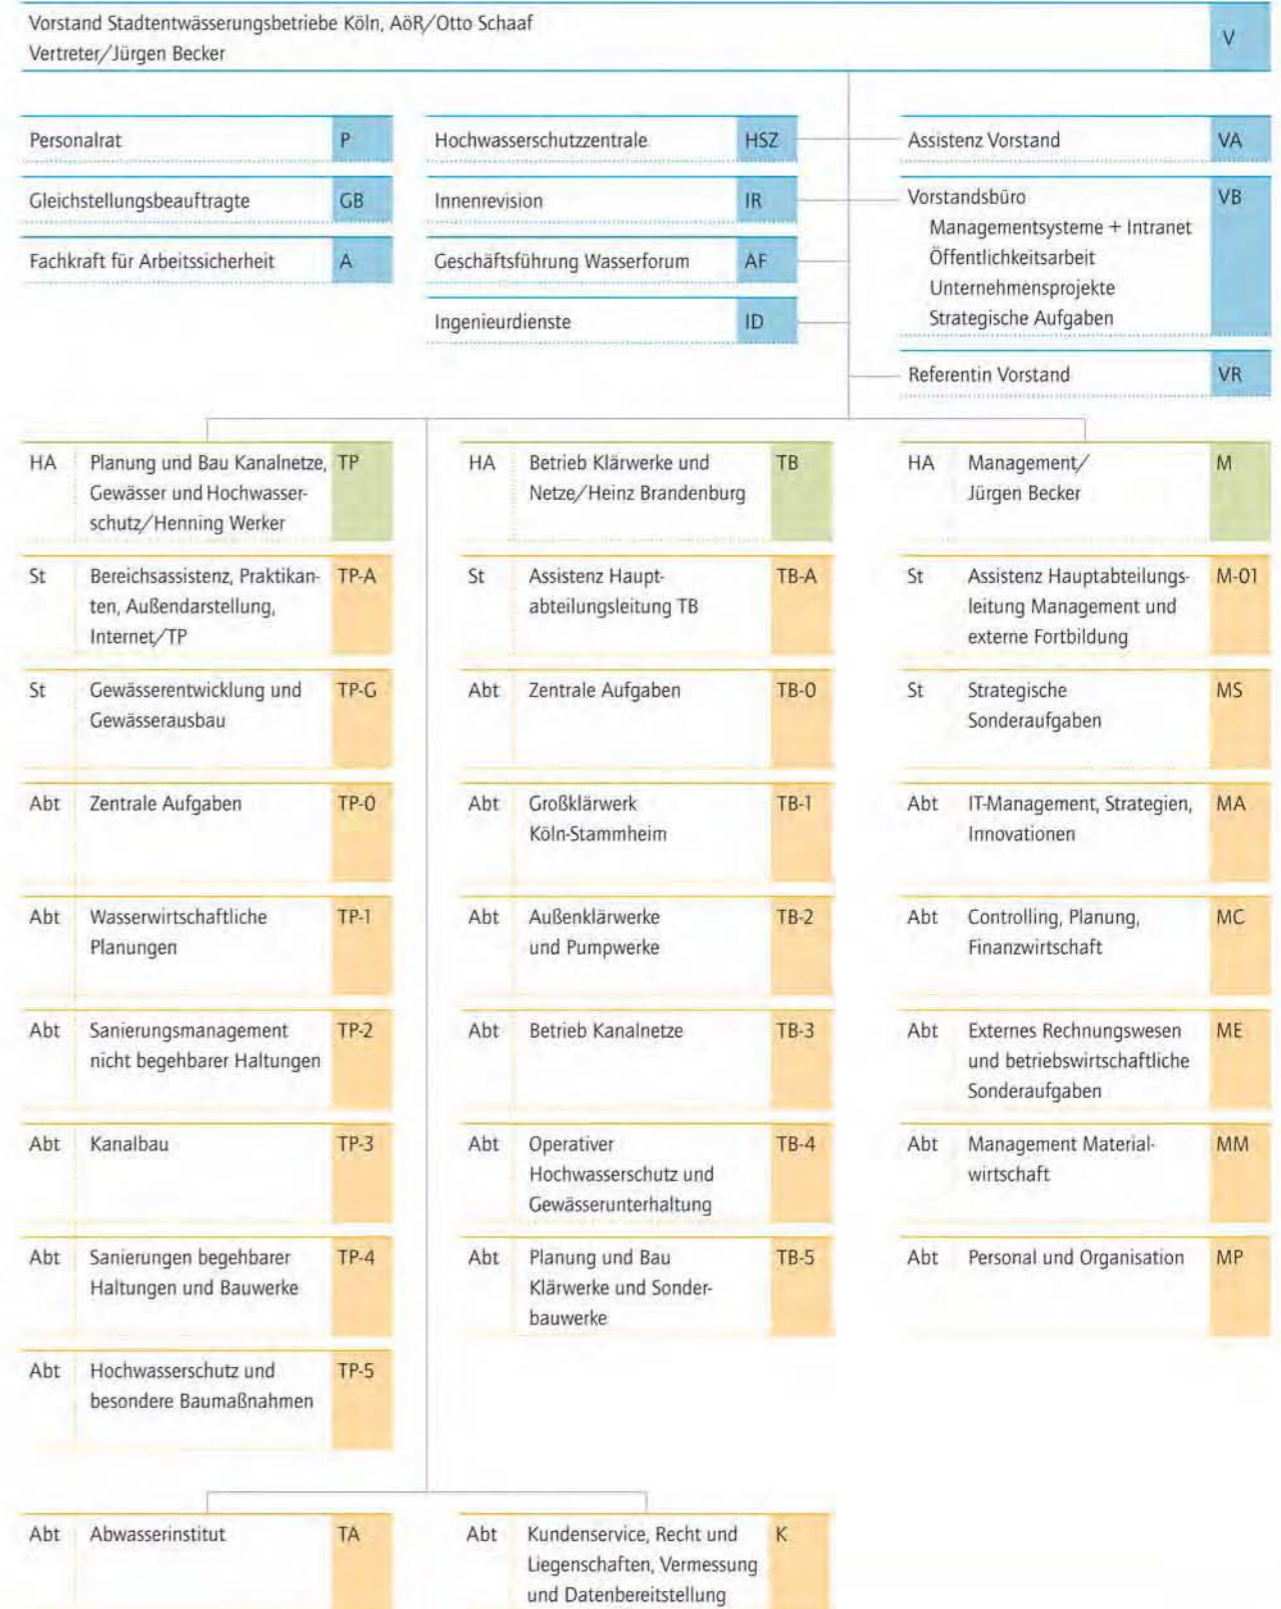 Vorstand Stadtentwässerungsbetriebe Köln, AöR/Otto Schaaf
Vertreter/Jürgen Becker
V
Personalrat P
Gleichstellungsbeauftragte GB
Fachkraft für Arbeitssicherheit A
Hochwasserschutzzentrale HSZ
Innenrevision IR
Geschäftsführung Wasserforum AF
Ingenieurdienste ID
Assistenz Vorstand VA
Vorstandsbüro VB
Managementsysteme + Intranet
Öffentlichkeitsarbeit
Unternehmensprojekte
Strategische Aufgaben
Referentin Vorstand VR
HA Planung und Bau Kanalnetze, TP
Gewässer und Hochwasser-
schutz/Henning Werker
St Bereichsassistenz, Praktikan- TP-A
ten, Außendarstellung,
Internet/TP
St Gewässerentwicklung und TP-G
Gewässerausbau
Abt Zentrale Aufgaben TP-0
Abt Wasserwirtschaftliche TP-1
Planungen
Abt Sanierungsmanagement TP-2
nicht begehbarer Haltungen
Abt Kanalbau TP-3
Abt Sanierungen begehbarer TP-4
Haltungen und Bauwerke
Abt Hochwasserschutz und TP-5
besondere Baumaßnahmen
HA Betrieb Klärwerke und TB
Netze/Heinz Brandenburg
St Assistenz Haupt- TB-A
abteilungsleitung TB
Abt Zentrale Aufgaben TB-0
Abt Großklärwerk TB-1
Köln-Stammheim
Abt Außenklärwerke TB-2
und Pumpwerke
Abt Betrieb Kanalnetze TB-3
Abt Operativer TB-4
Hochwasserschutz und
Gewässerunterhaltung
Abt Planung und Bau TB-5
Klärwerke und Sonder-
bauwerke
HA Management/ M
Jürgen Becker
St Assistenz Hauptabteilungs- M-01
leitung Management und
externe Fortbildung
St Strategische MS
Sonderaufgaben
Abt IT-Management, Strategien, MA
Innovationen
Abt Controlling, Planung, MC
Finanzwirtschaft
Abt Externes Rechnungswesen ME
und betriebswirtschaftliche
Sonderaufgaben
Abt Management Material- MM
wirtschaft
Abt Personal und Organisation MP
Abt Abwasserinstitut TA
Abt Kundenservice, Recht und K
Liegenschaften, Vermessung
und Datenbereitstellung